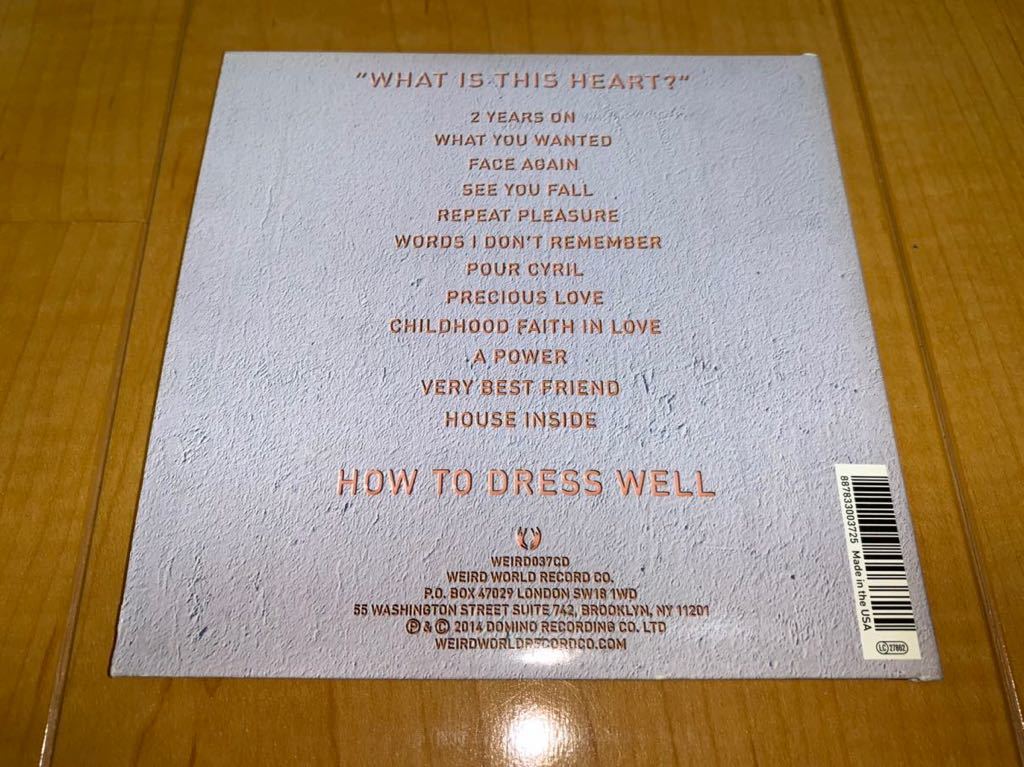 "WHAT IS THIS HEART?"
2 YEARS ON
WHAT YOU WANTED
FACE AGAIN
SEE YOU FALL
REPEAT PLEASURE
WORDS I DON'T REMEMBER
POUR CYRIL
PRECIOUS LOVE
CHILDHOOD FAITH IN LOVE
A POWER
VERY BEST FRIEND
HOUSE INSIDE
HOW TO DRESS WELL
WEIRD037CD
WEIRD WORLD RECORD CO.
P.O. BOX 47029 LONDON SW18 1WD
55 WASHINGTON STREET SUITE 742, BROOKLYN, NY 11201
℗ & © 2014 DOMINO RECORDING CO. LTD
WEIRDWORLDRECORDCO.COM
887833003725 Made in the USA
LC 27862